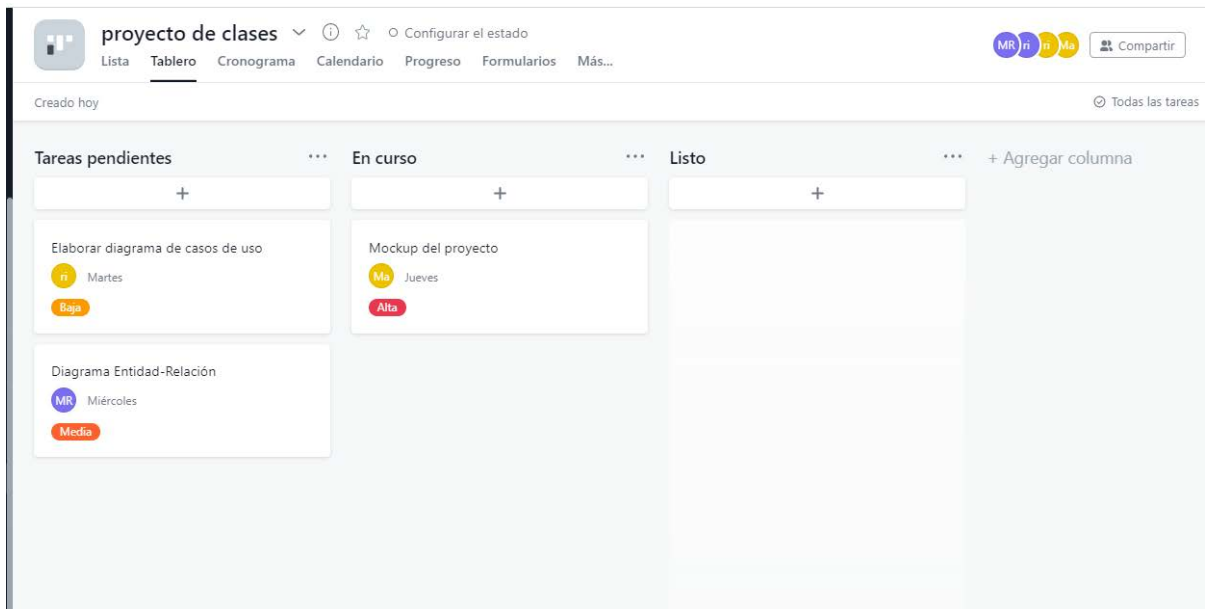 proyecto de clases
Configurar el estado
MR ri ri Ma
Compartir
Lista Tablero Cronograma Calendario Progreso Formularios Más...
Creado hoy
Todas las tareas
Tareas pendientes ... En curso ... Listo ... + Agregar columna
+ + +
Elaborar diagrama de casos de uso
ri Martes
Baja
Mockup del proyecto
Ma Jueves
Alta
Diagrama Entidad-Relación
MR Miércoles
Media